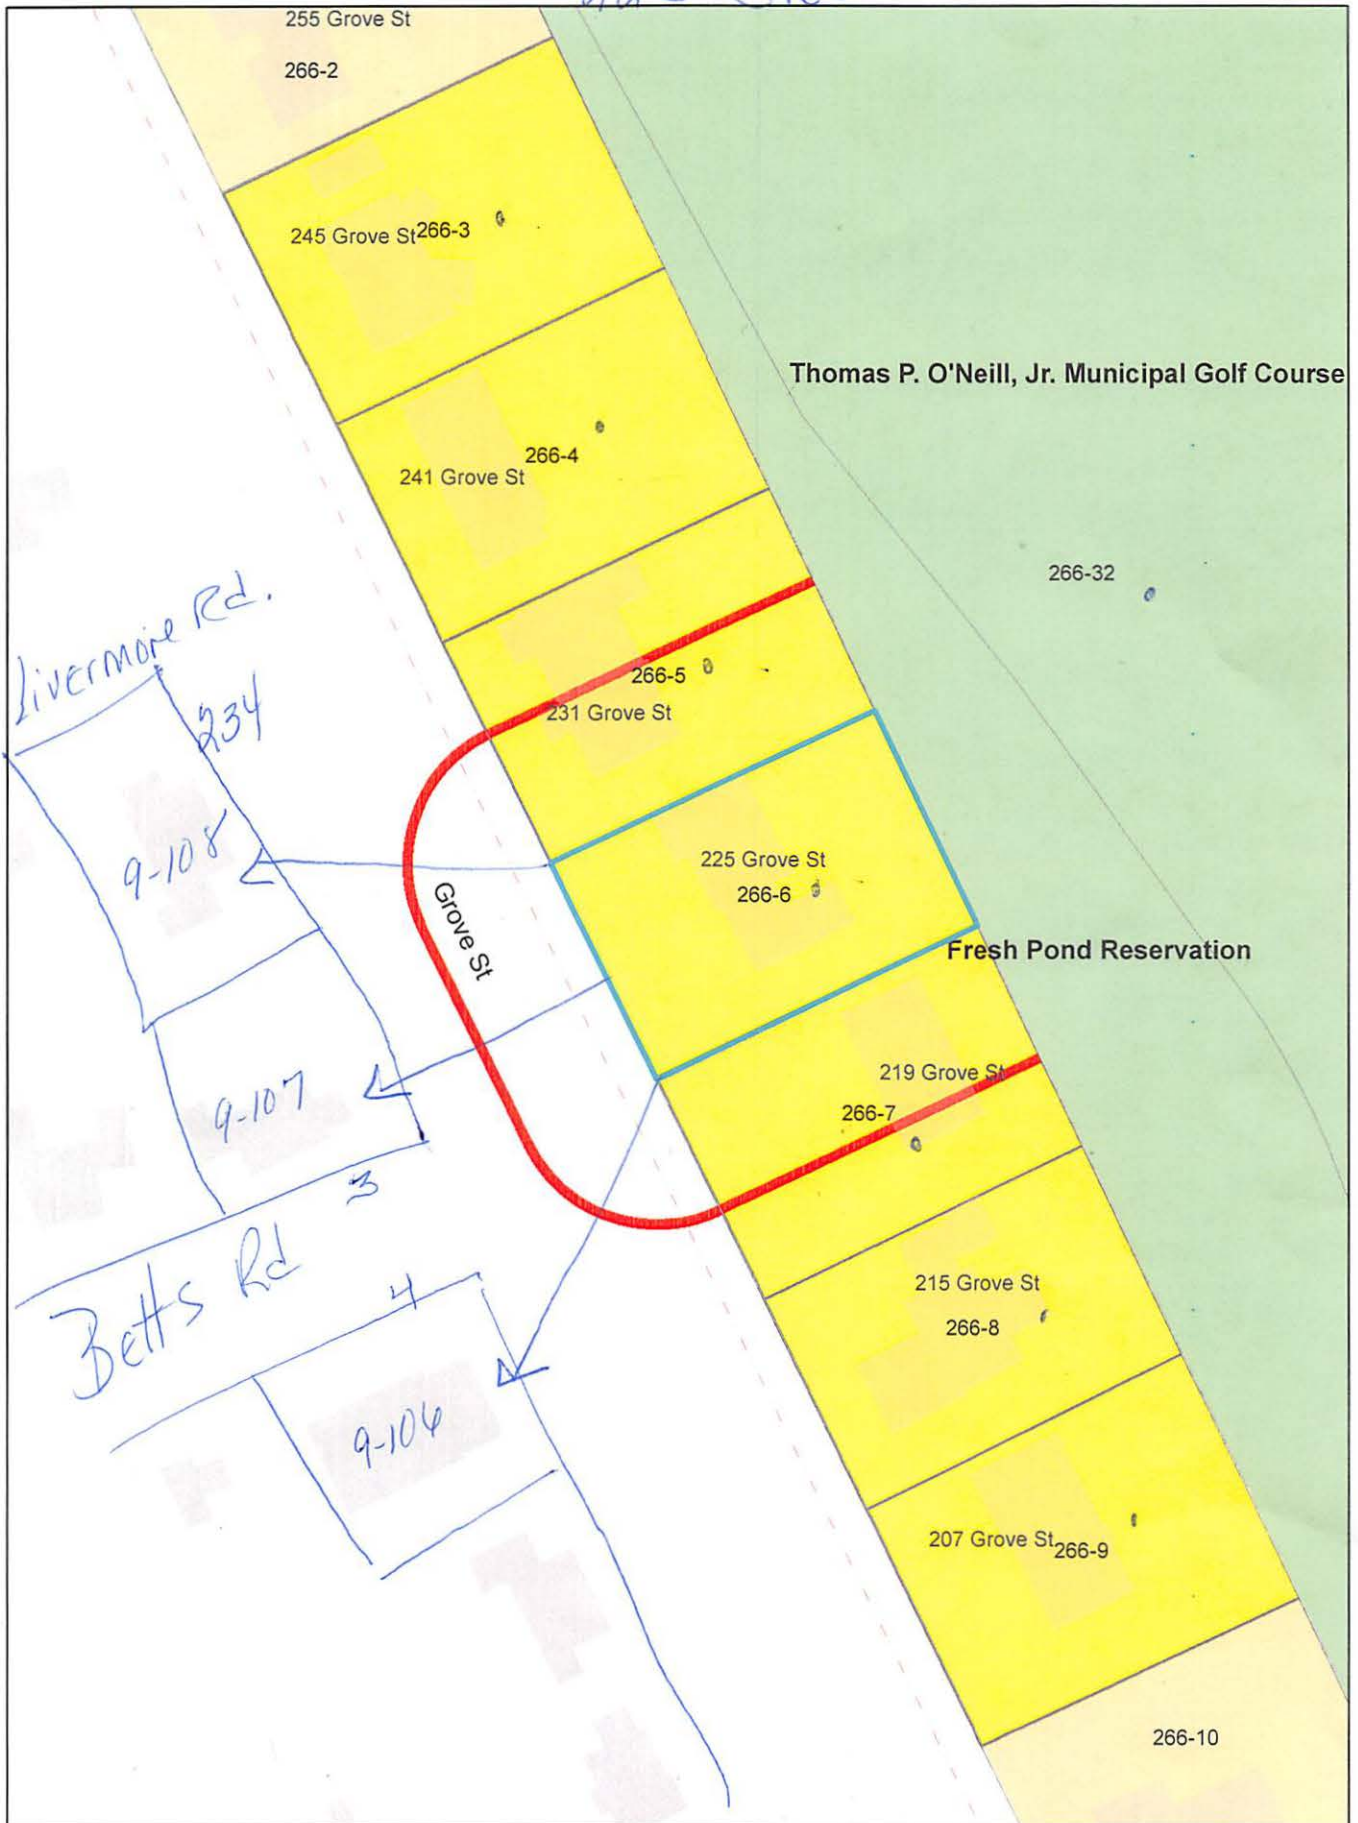 255 Grove St
266-2
245 Grove St 266-3
Thomas P. O'Neill, Jr. Municipal Golf Course
266-4
241 Grove St
266-32
Livermore Rd.
234
266-5
231 Grove St
9-108
225 Grove St
266-6
Grove St
Fresh Pond Reservation
219 Grove St
9-107
266-7
3
Betts Rd
4
215 Grove St
266-8
9-106
207 Grove St 266-9
266-10